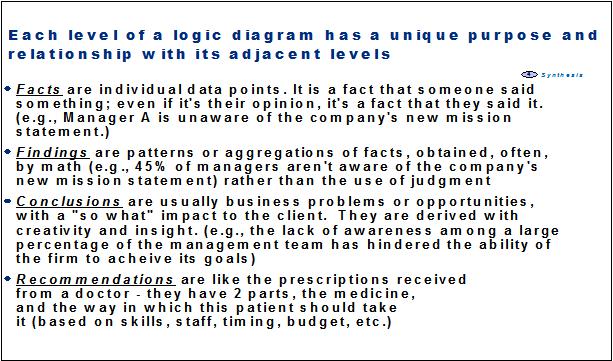 Each level of a logic diagram has a unique purpose and
relationship with its adjacent levels
4 Synthesis
Facts are individual data points. It is a fact that someone said
something; even if it's their opinion, it's a fact that they said it.
(e.g., Manager A is unaware of the company's new mission
statement.)
Findings are patterns or aggregations of facts, obtained, often,
by math (e.g., 45% of managers aren't aware of the company's
new mission statement) rather than the use of judgment
Conclusions are usually business problems or opportunities,
with a "so what" impact to the client. They are derived with
creativity and insight. (e.g., the lack of awareness among a large
percentage of the management team has hindered the ability of
the firm to acheive its goals)
Recommendations are like the prescriptions received
from a doctor - they have 2 parts, the medicine,
and the way in which this patient should take
it (based on skills, staff, timing, budget, etc.)